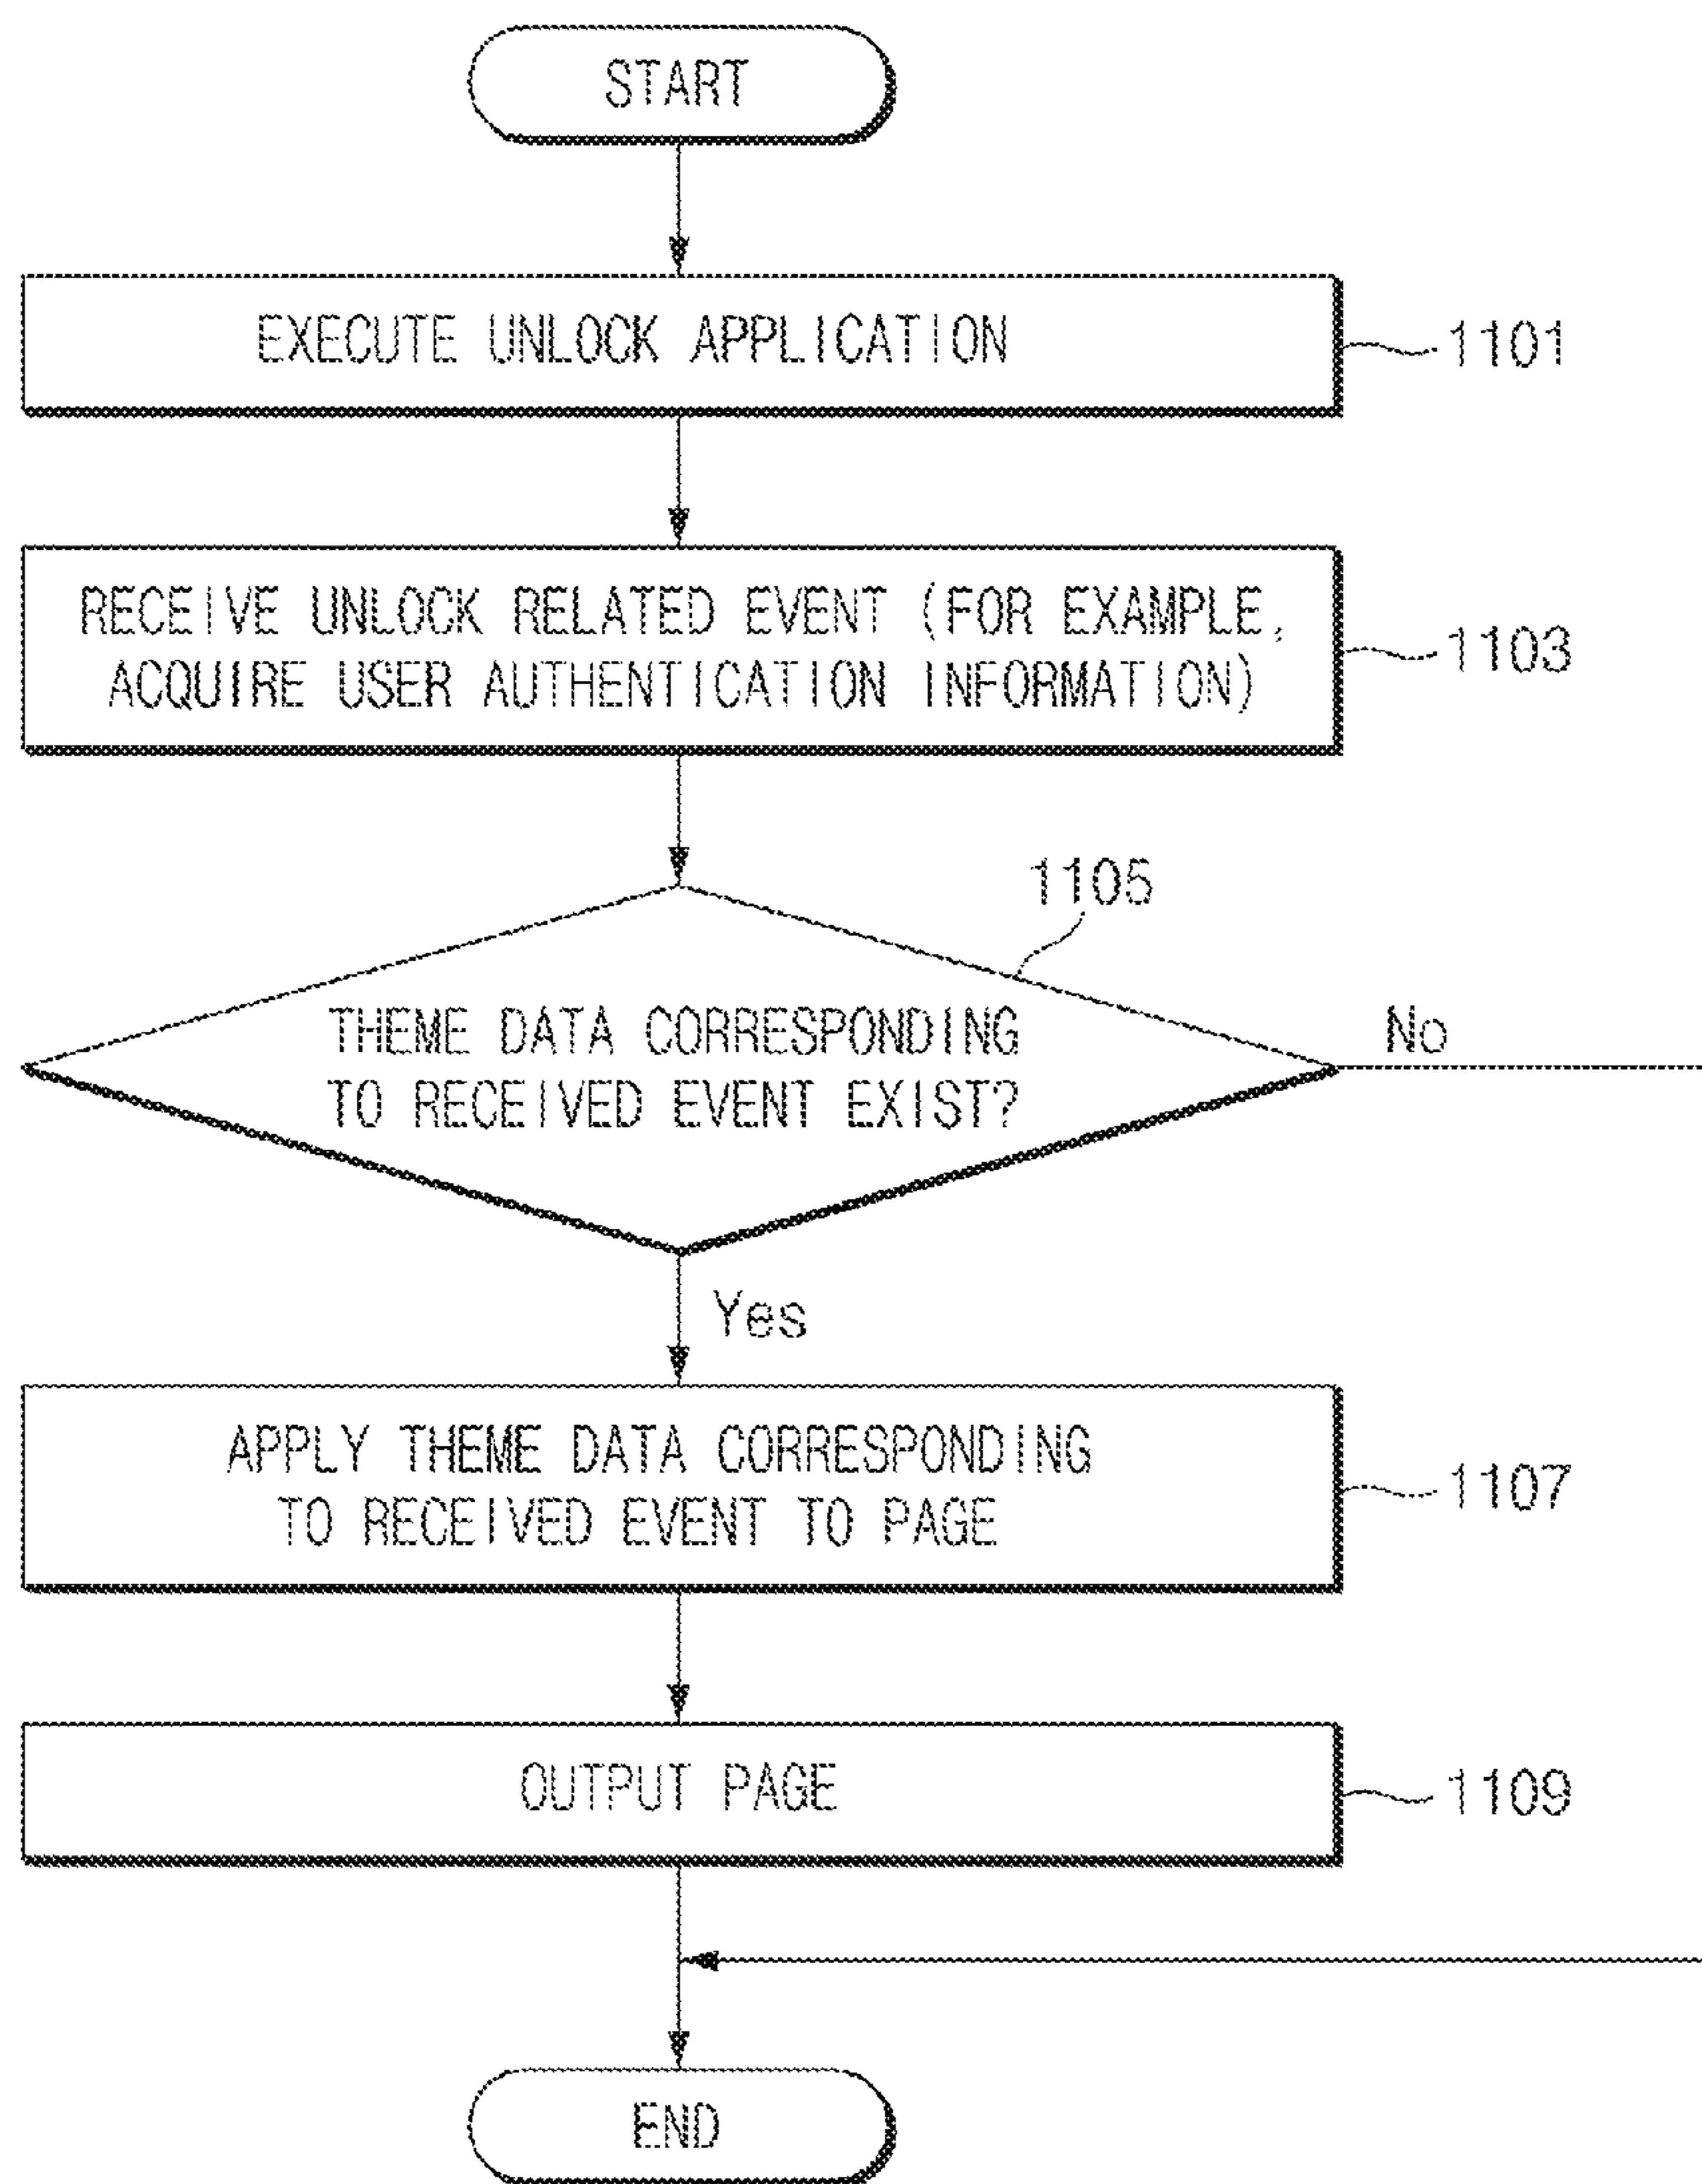 START
EXECUTE UNLOCK APPLICATION
1101
RECEIVE UNLOCK RELATED EVENT (FOR EXAMPLE,
ACQUIRE USER AUTHENTICATION INFORMATION)
1103
1105
THEME DATA CORRESPONDING
TO RECEIVED EVENT EXIST?
No
Yes
APPLY THEME DATA CORRESPONDING
TO RECEIVED EVENT TO PAGE
1107
OUTPUT PAGE
1109
END